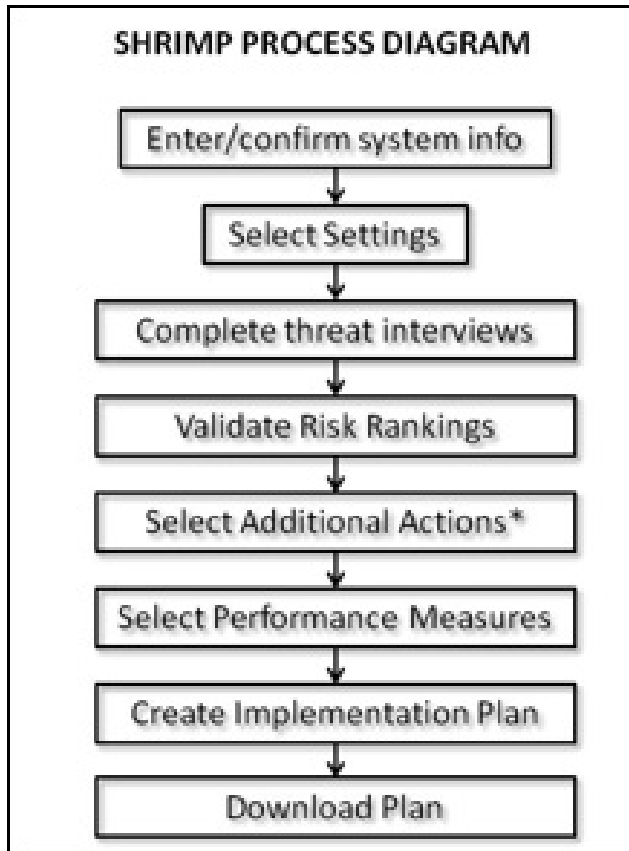 SHRIMP PROCESS DIAGRAM
Enter/confirm system info
Select Settings
Complete threat interviews
Validate Risk Rankings
Select Additional Actions*
Select Performance Measures
Create Implementation Plan
Download Plan